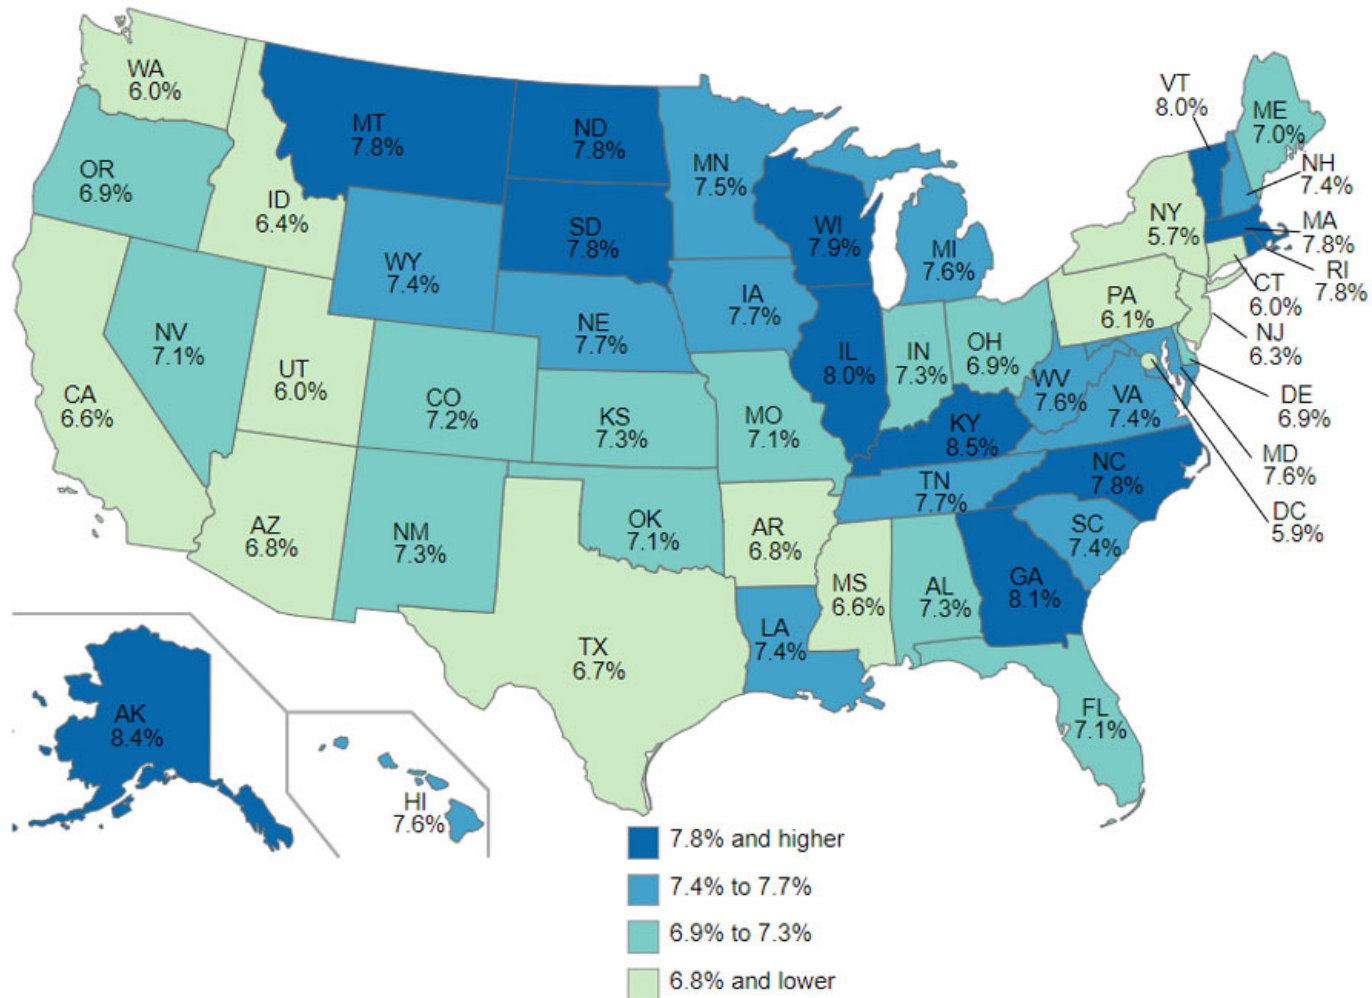 WA
6.0%
MT
7.8%
ND
7.8%
MN
7.5%
VT
8.0%
ME
7.0%
OR
6.9%
ID
6.4%
SD
7.8%
WI
7.9%
MI
7.6%
NY
5.7%
NH
7.4%
MA
7.8%
RI
7.8%
CT
6.0%
WY
7.4%
IA
7.7%
PA
6.1%
NJ
6.3%
NV
7.1%
UT
6.0%
NE
7.7%
IL
8.0%
IN
7.3%
OH
6.9%
WV
7.6%
VA
7.4%
DE
6.9%
MD
7.6%
DC
5.9%
CA
6.6%
CO
7.2%
KS
7.3%
MO
7.1%
KY
8.5%
NC
7.8%
TN
7.7%
SC
7.4%
AZ
6.8%
NM
7.3%
OK
7.1%
AR
6.8%
MS
6.6%
AL
7.3%
GA
8.1%
TX
6.7%
LA
7.4%
FL
7.1%
AK
8.4%
HI
7.6%
7.8% and higher
7.4% to 7.7%
6.9% to 7.3%
6.8% and lower